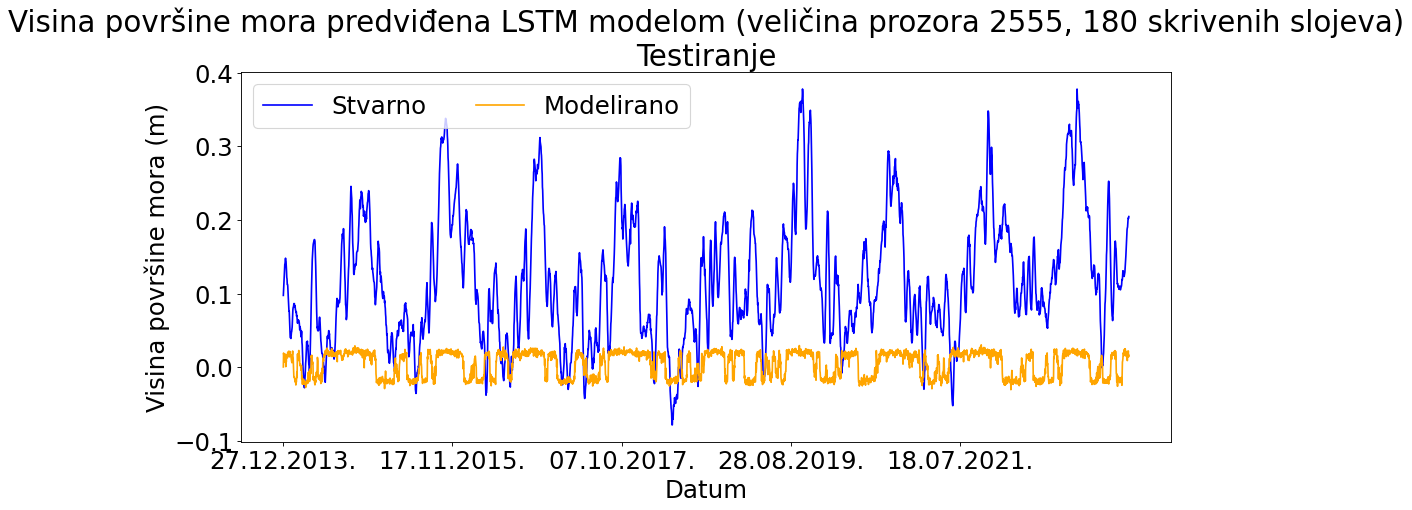 Visina površine mora predviđena LSTM modelom (veličina prozora 2555, 180 skrivenih slojeva)
Testiranje
Stvarno Modelirano
Visina površine mora (m)
0.4
0.3
0.2
0.1
0.0
−0.1
27.12.2013. 17.11.2015. 07.10.2017. 28.08.2019. 18.07.2021.
Datum